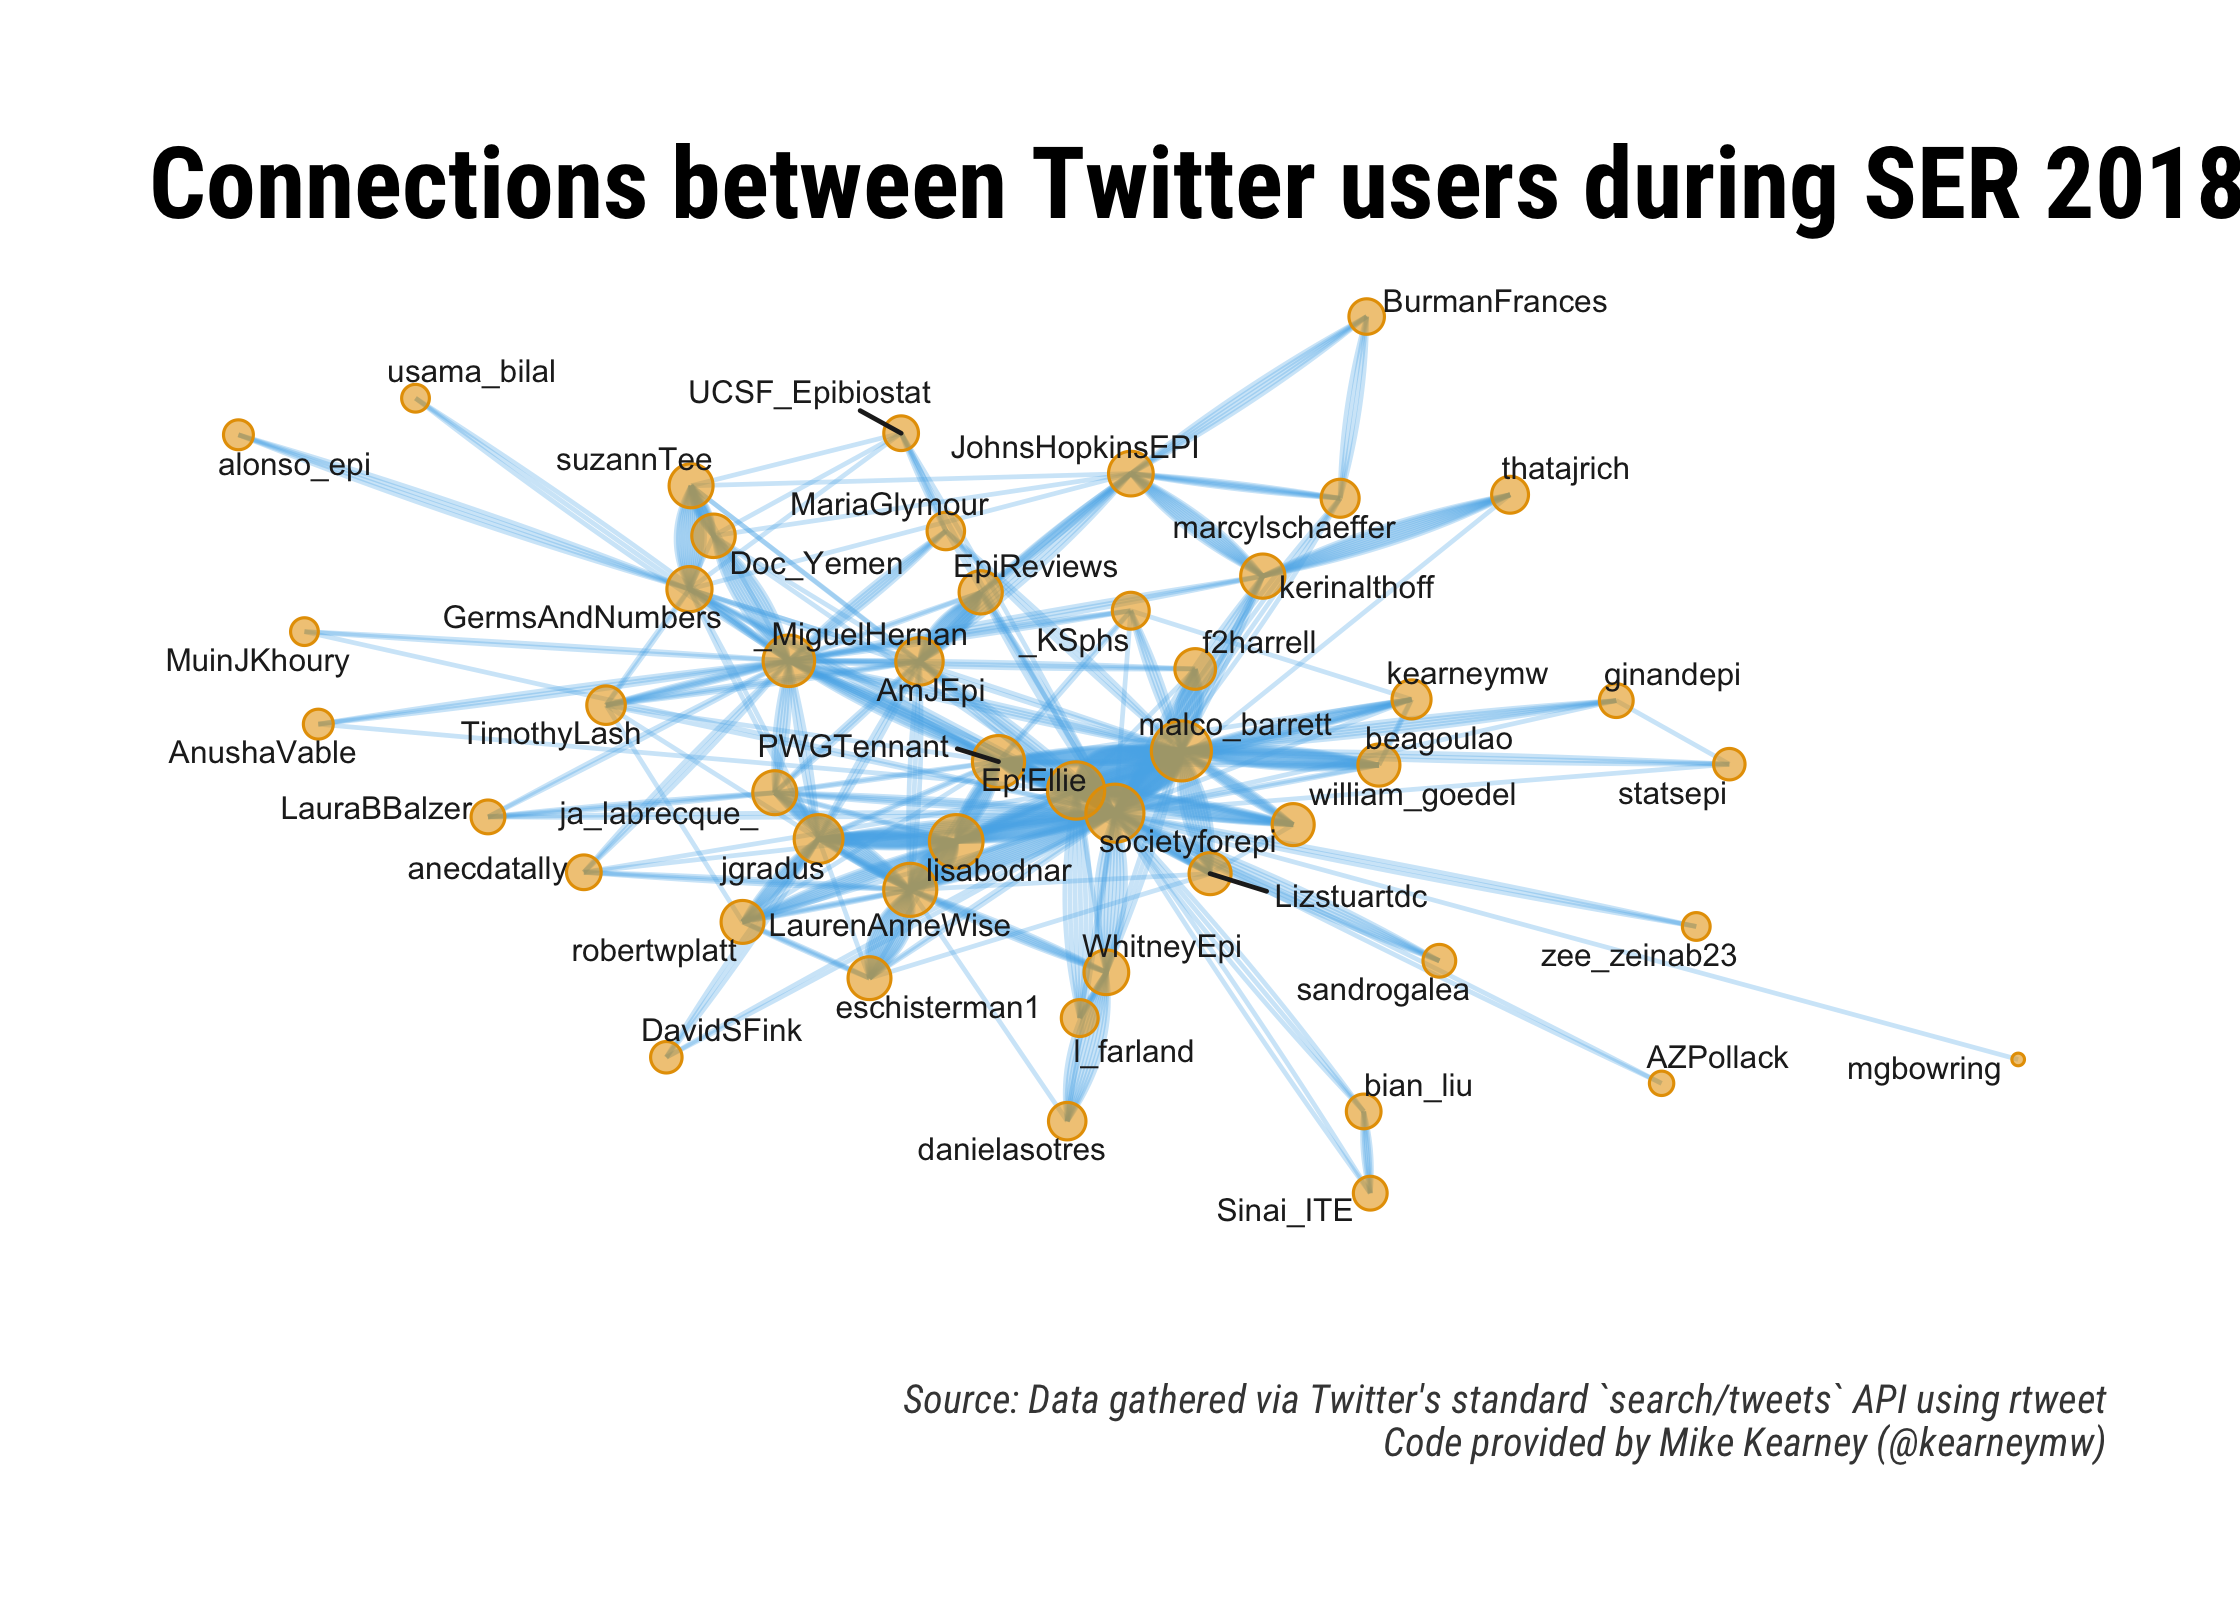 Connections between Twitter users during SER 2018
BurmanFrances
usama_bilal
UCSF_Epibiostat
JohnsHopkinsEPI
suzannTee
alonso_epi
thatajrich
MariaGlymour
marcylschaeffer
Doc_Yemen
EpiReviews
kerinalthoff
GermsAndNumbers
_MiguelHernan
_KSphs
f2harrell
MuinJKhoury
kearneymw
ginandepi
AmJEpi
malco_barrett
TimothyLash
beagoulao
AnushaVable
PWGTennant
EpiEllie
william_goedel
statsepi
LauraBBalzer
ja_labrecque_
societyforepi
anecdatally
jgradus
lisabodnar
Lizstuartdc
LaurenAnneWise
robertwplatt
WhitneyEpi
zee_zeinab23
sandrogalea
eschisterman1
DavidSFink
l_farland
AZPollack
mgbowring
bian_liu
danielasotres
Sinai_ITE
Source: Data gathered via Twitter's standard `search/tweets` API using rtweet
Code provided by Mike Kearney (@kearneymw)